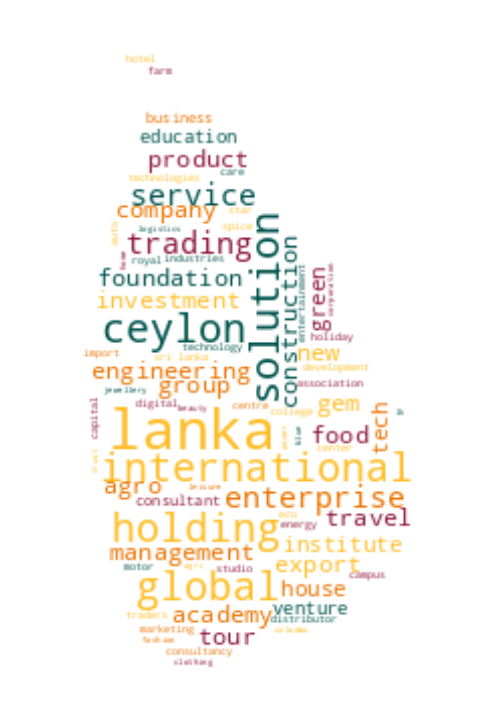 hotel
farm
business
education
product
care
technologies
service
company
star
auto
spice
logistics
trading
solution
home
royal
industries
construction
foundation
entertainment
green
corporation
investment
ceylon
holiday
technology
import
sri lanka
new
engineering
development
group
association
jewellery
capital
digital
beauty
centre
college
gem
tech
lanka
power
blue
food
center
international
agro
leisure
consultant
enterprise
holding
eco
energy
travel
management
institute
motor
agri
studio
export
campus
global
house
traders
academy
venture
distributor
marketing
colombo
fashion
tour
consultancy
clothing